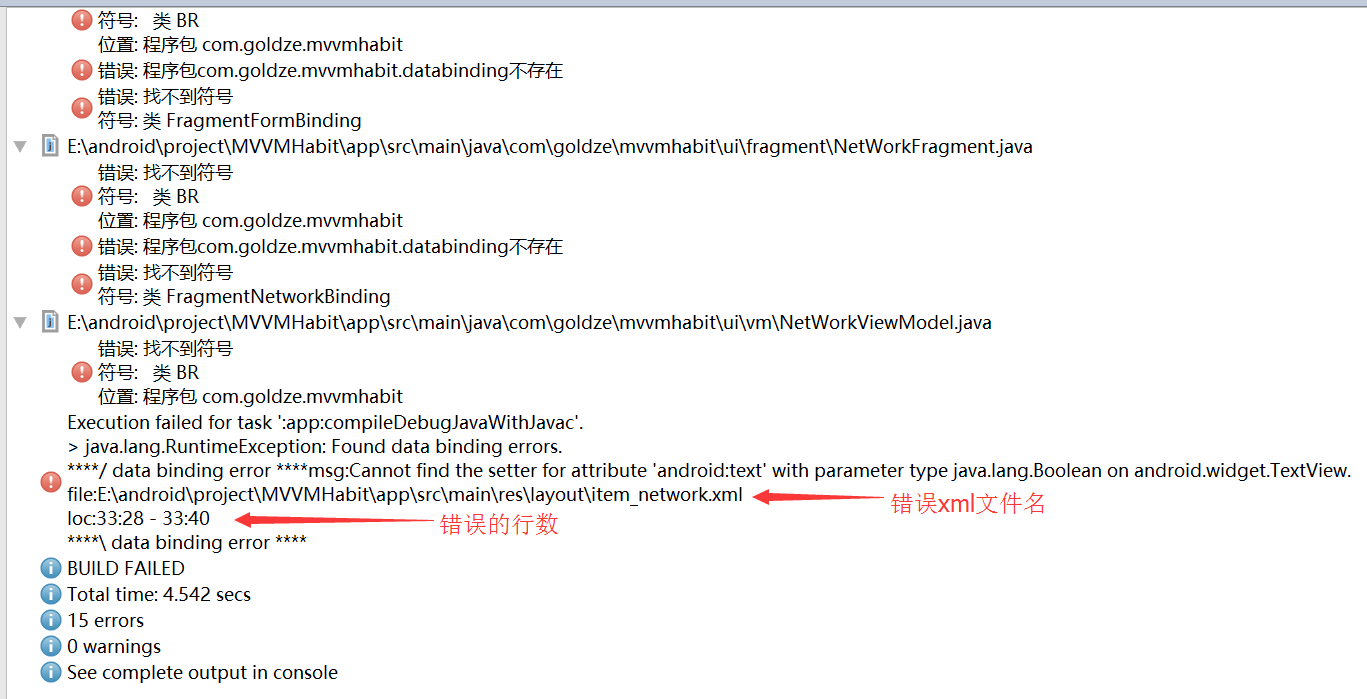 符号:   类 BR
位置: 程序包 com.goldze.mvvmhabit
错误: 程序包com.goldze.mvvmhabit.databinding不存在
错误: 找不到符号
符号: 类 FragmentFormBinding
E:\android\project\MVVMHabit\app\src\main\java\com\goldze\mvvmhabit\ui\fragment\NetWorkFragment.java
错误: 找不到符号
符号:   类 BR
位置: 程序包 com.goldze.mvvmhabit
错误: 程序包com.goldze.mvvmhabit.databinding不存在
错误: 找不到符号
符号: 类 FragmentNetworkBinding
E:\android\project\MVVMHabit\app\src\main\java\com\goldze\mvvmhabit\ui\vm\NetWorkViewModel.java
错误: 找不到符号
符号:   类 BR
位置: 程序包 com.goldze.mvvmhabit
Execution failed for task ':app:compileDebugJavaWithJavac'.
> java.lang.RuntimeException: Found data binding errors.
****/ data binding error ****msg:Cannot find the setter for attribute 'android:text' with parameter type java.lang.Boolean on android.widget.TextView.
file:E:\android\project\MVVMHabit\app\src\main\res\layout\item_network.xml
错误xml文件名
loc:33:28 - 33:40
错误的行数
****\ data binding error ****
BUILD FAILED
Total time: 4.542 secs
15 errors
0 warnings
See complete output in console